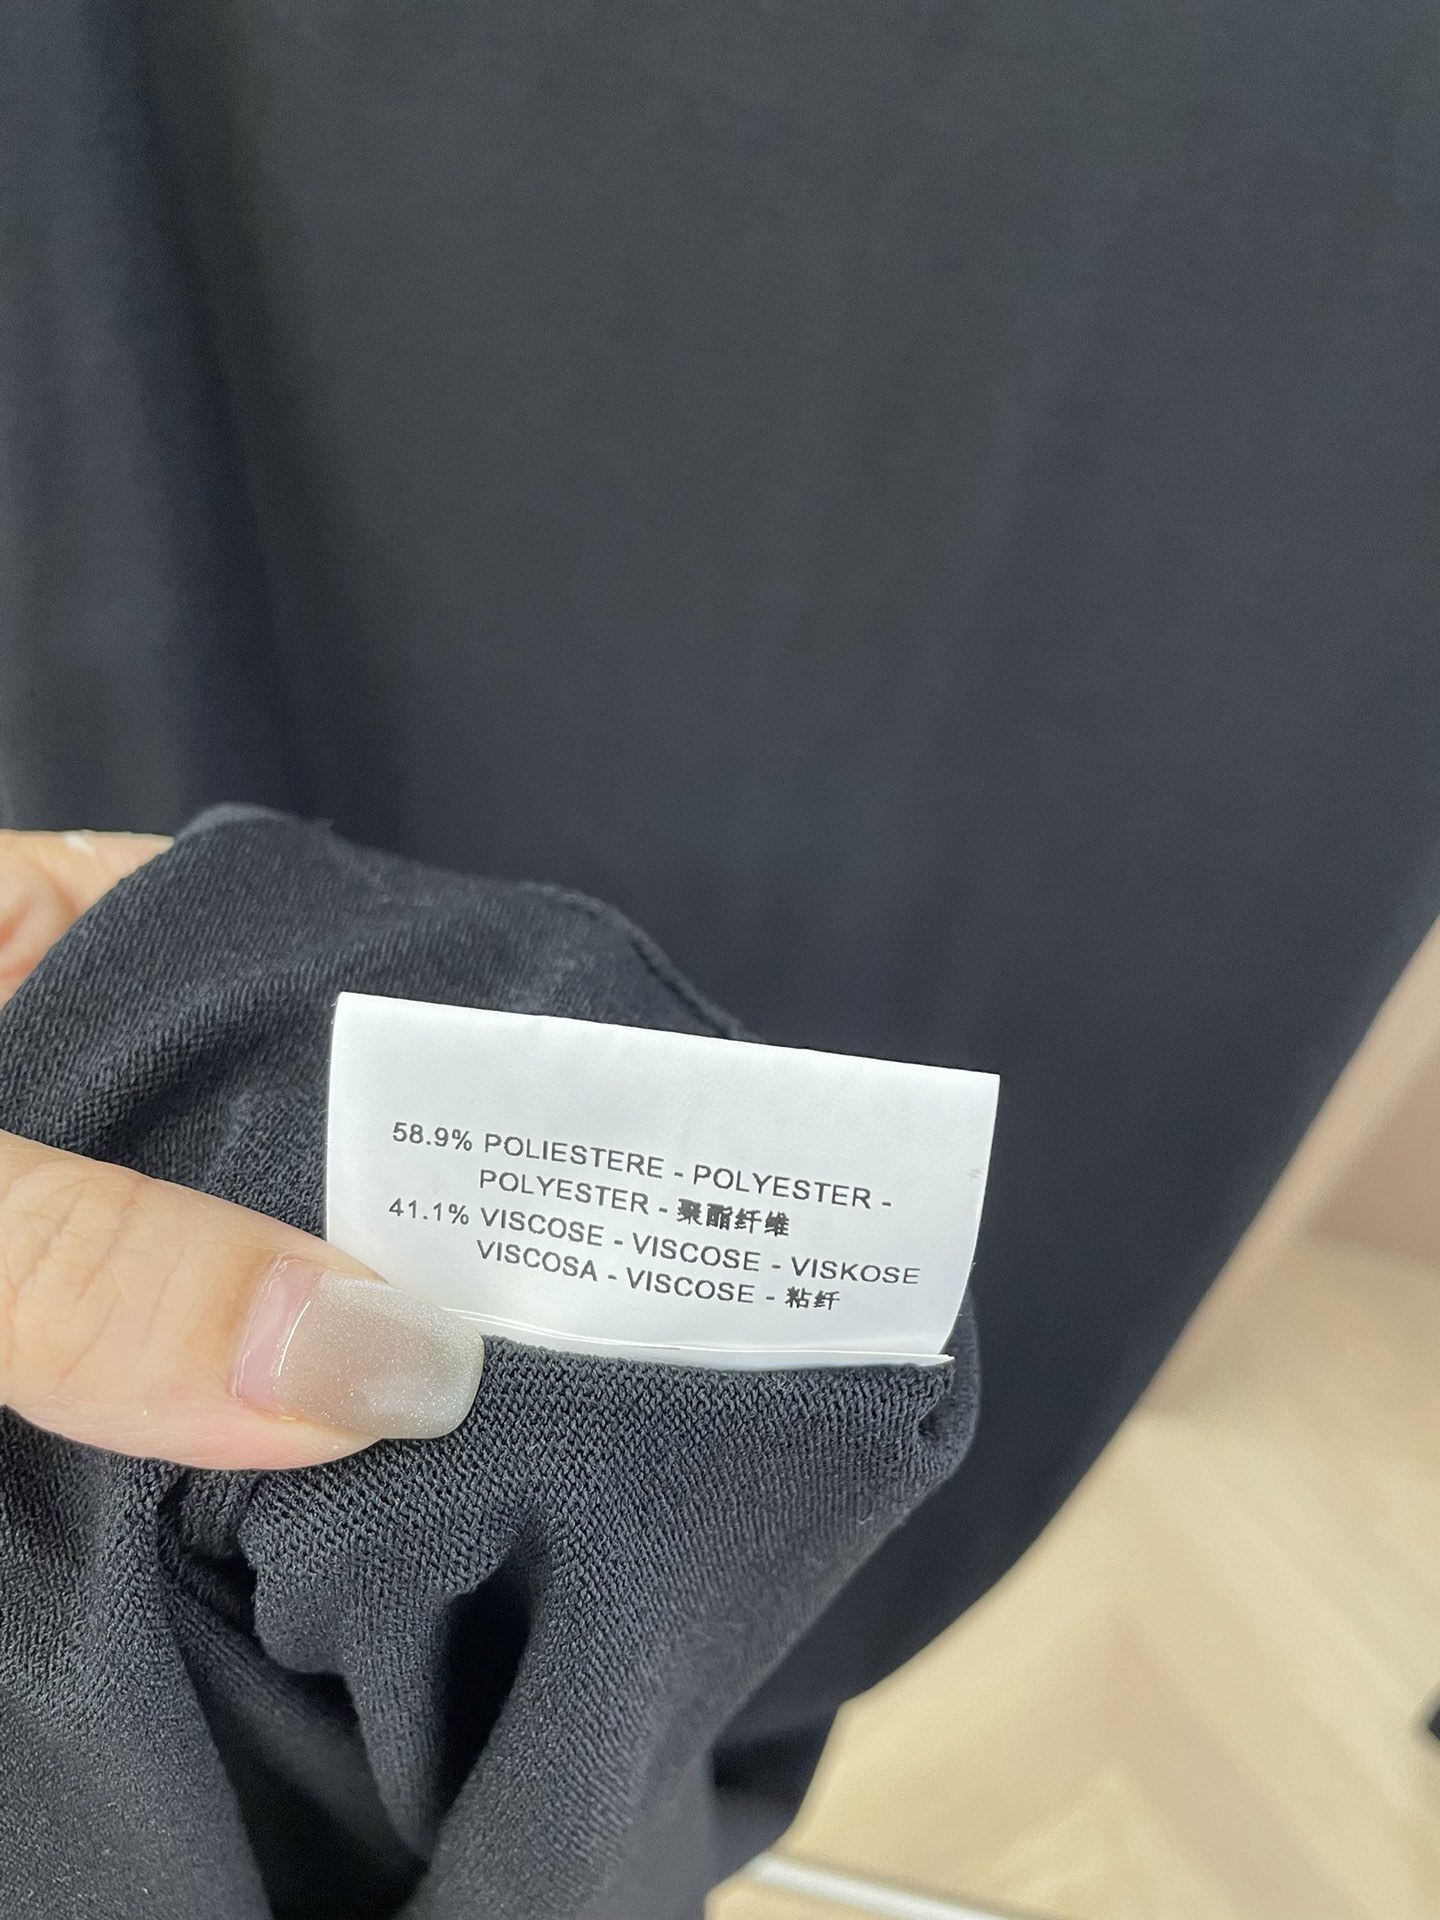 58.9% POLIESTERE - POLYESTER -
POLYESTER - 聚酯纤维
41.1% VISCOSE - VISCOSE - VISKOSE
VISCOSA - VISCOSE - 粘纤